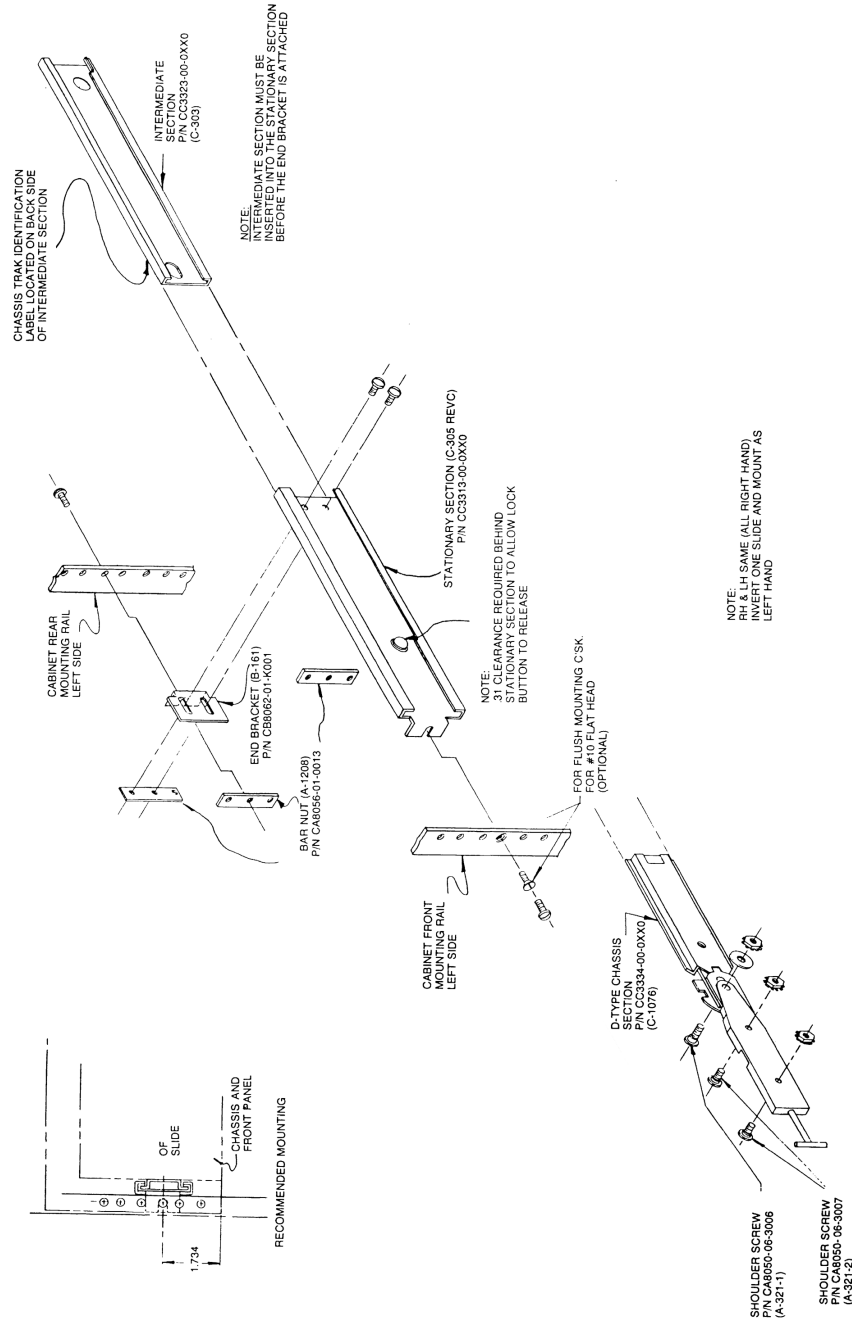 CHASSIS TRAK IDENTIFICATION
LABEL LOCATED ON BACK SIDE
OF INTERMEDIATE SECTION
INTERMEDIATE
SECTION
P/N CC3323-00-0XX0
(C-303)
NOTE:
INTERMEDIATE SECTION MUST BE
INSERTED INTO THE STATIONARY SECTION
BEFORE THE END BRACKET IS ATTACHED
CABINET REAR
MOUNTING RAIL
LEFT SIDE
END BRACKET (B-161)
P/N CB8062-01-K001
BAR NUT (A-1208)
P/N CA8056-01-0013
STATIONARY SECTION (C-305 REVC)
P/N CC3313-00-0XX0
NOTE:
.31 CLEARANCE REQUIRED BEHIND
STATIONARY SECTION TO ALLOW LOCK
BUTTON TO RELEASE
FOR FLUSH MOUNTING C'SK.
FOR #10 FLAT HEAD
(OPTIONAL)
CABINET FRONT
MOUNTING RAIL
LEFT SIDE
NOTE:
RH & LH SAME (ALL RIGHT HAND)
INVERT ONE SLIDE AND MOUNT AS
LEFT HAND
D-TYPE CHASSIS
SECTION
P/N CC3334-00-0XX0
(C-1076)
OF
SLIDE
CHASSIS AND
FRONT PANEL
1.734
RECOMMENDED MOUNTING
SHOULDER SCREW
P/N CA8050-06-3006
(A-321-1)
SHOULDER SCREW
P/N CA8050-06-3007
(A-321-2)